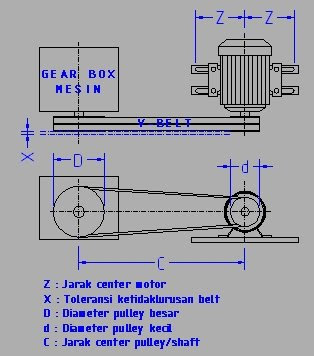 Z Z
GEAR BOX
MESIN
V-BELT
X
D
d
C
Z : Jarak center motor
X : Toleransi ketidaklurusan belt
D : Diameter pulley besar
d : Diameter pulley kecil
C : Jarak center pulley/shaft